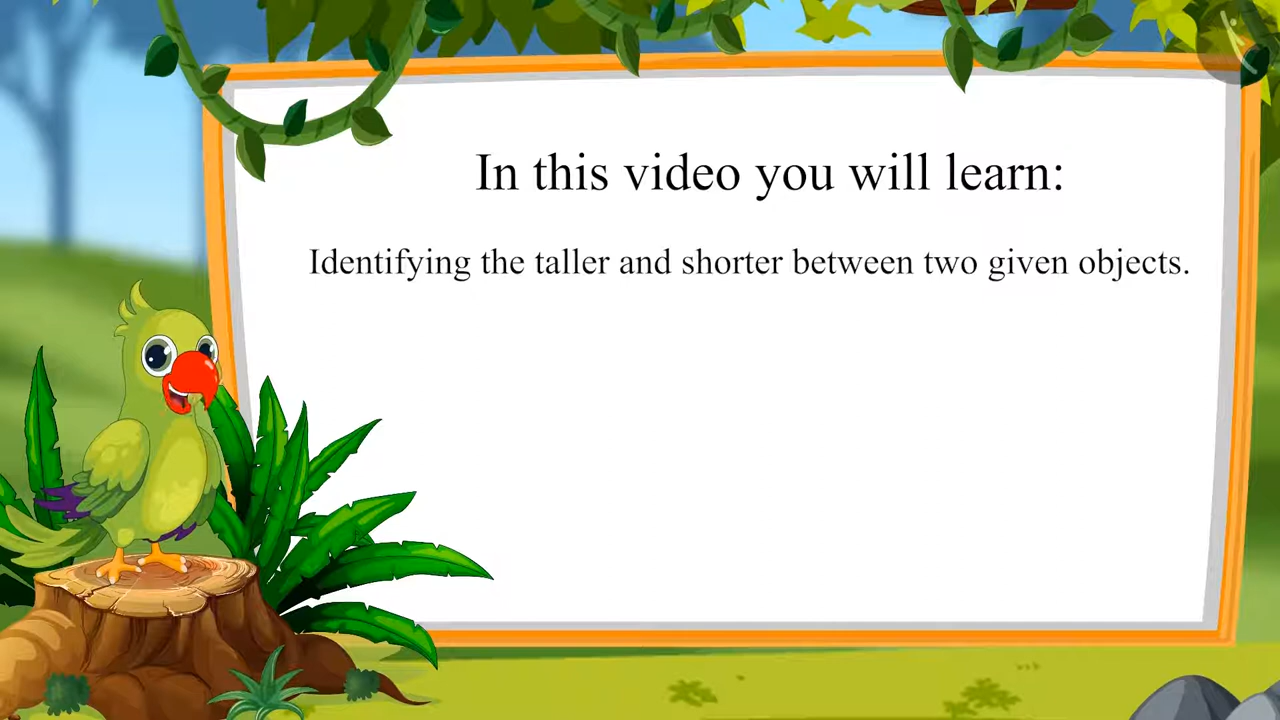 In this video you will learn:
Identifying the taller and shorter between two given objects.